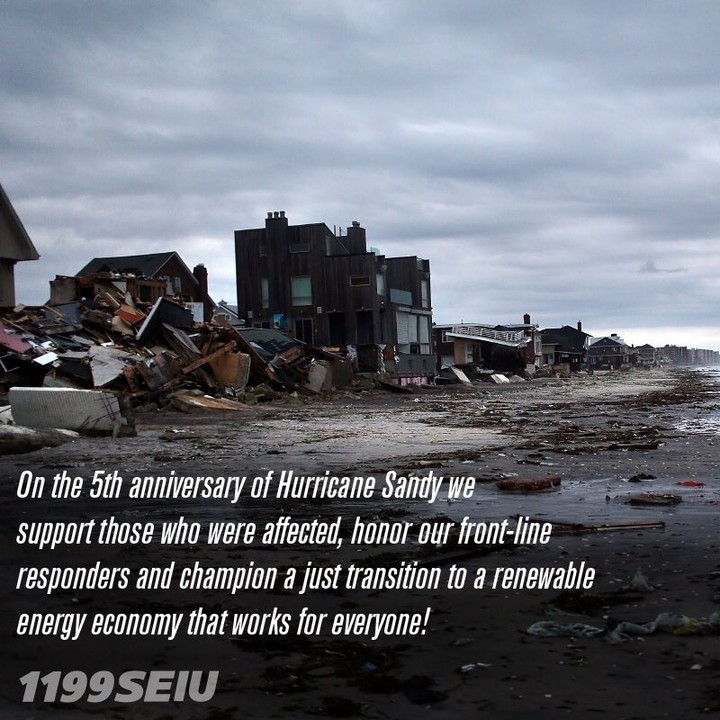 On the 5th anniversary of Hurricane Sandy we
support those who were affected, honor our front-line
responders and champion a just transition to a renewable
energy economy that works for everyone!
1199SEIU